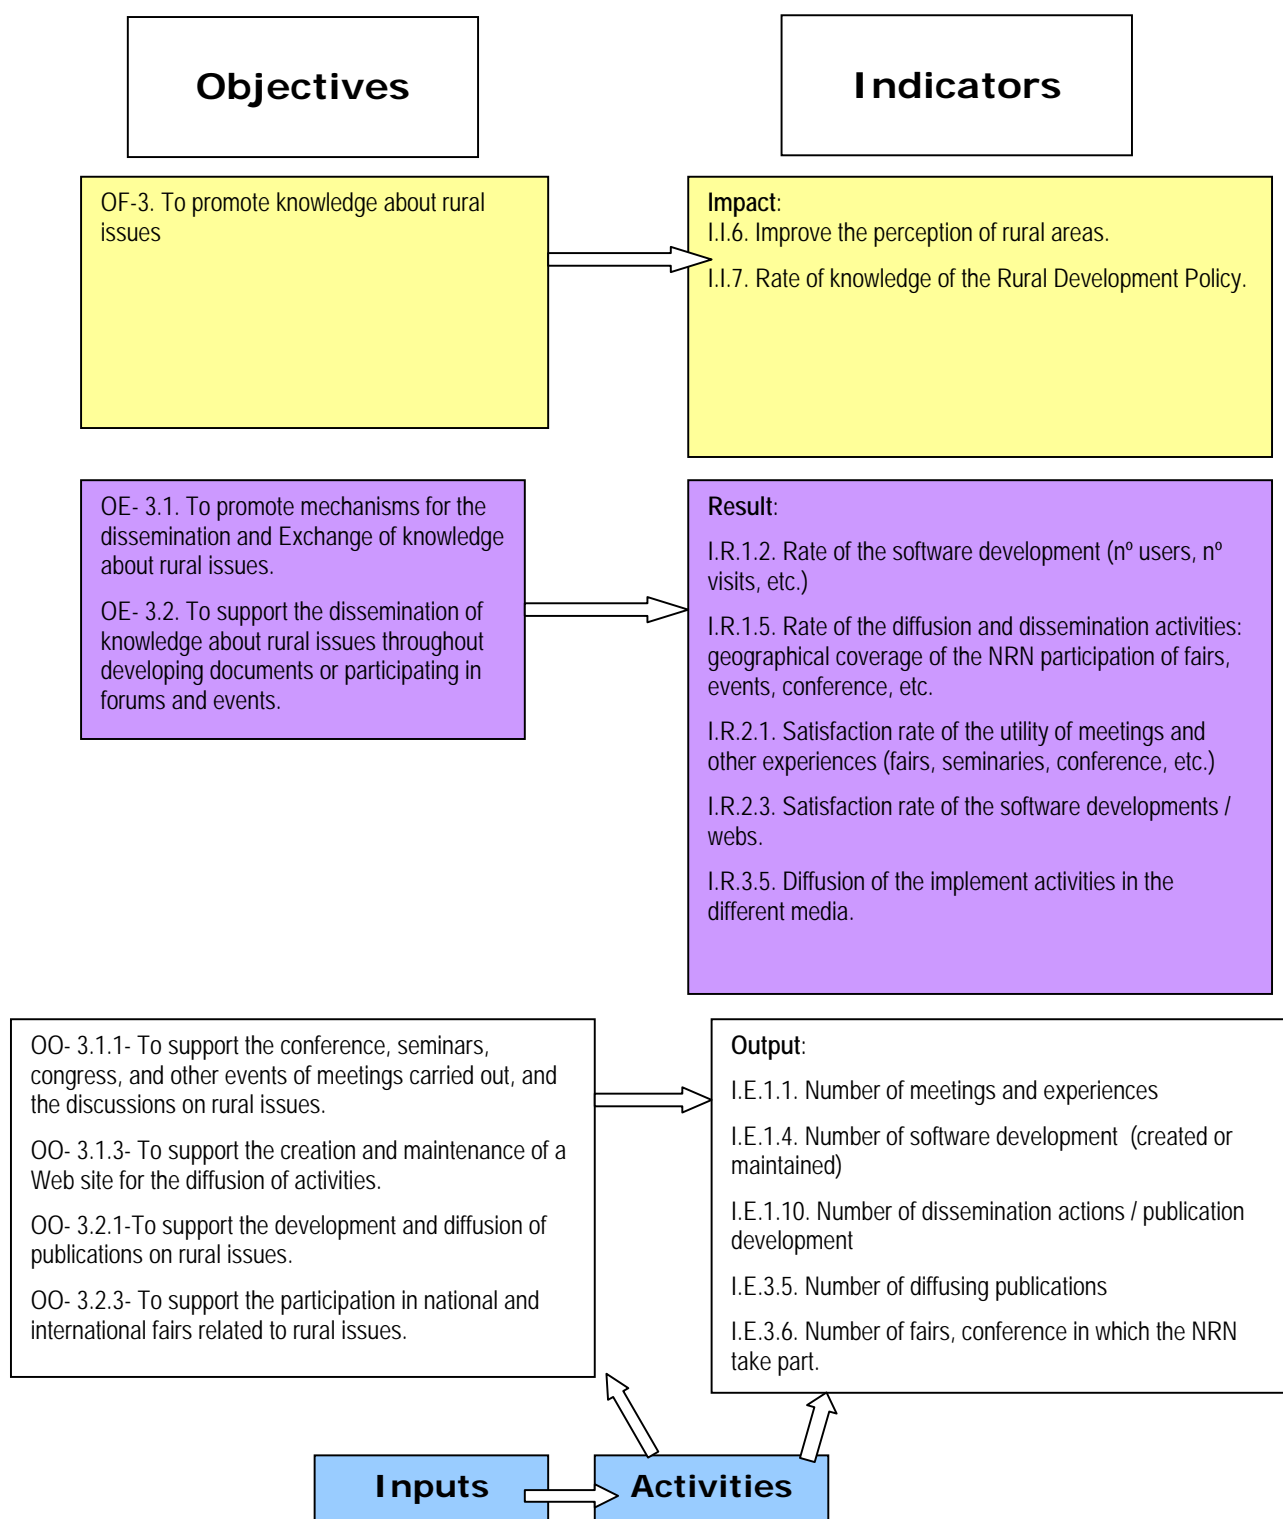 Objectives
Indicators
OF-3. To promote knowledge about rural
issues
Impact:
I.I.6. Improve the perception of rural areas.
I.I.7. Rate of knowledge of the Rural Development Policy.
OE- 3.1. To promote mechanisms for the
dissemination and Exchange of knowledge
about rural issues.
OE- 3.2. To support the dissemination of
knowledge about rural issues throughout
developing documents or participating in
forums and events.
Result:
I.R.1.2. Rate of the software development (nº users, nº
visits, etc.)
I.R.1.5. Rate of the diffusion and dissemination activities:
geographical coverage of the NRN participation of fairs,
events, conference, etc.
I.R.2.1. Satisfaction rate of the utility of meetings and
other experiences (fairs, seminaries, conference, etc.)
I.R.2.3. Satisfaction rate of the software developments /
webs.
I.R.3.5. Diffusion of the implement activities in the
different media.
OO- 3.1.1- To support the conference, seminars,
congress, and other events of meetings carried out, and
the discussions on rural issues.
OO- 3.1.3- To support the creation and maintenance of a
Web site for the diffusion of activities.
OO- 3.2.1-To support the development and diffusion of
publications on rural issues.
OO- 3.2.3- To support the participation in national and
international fairs related to rural issues.
Output:
I.E.1.1. Number of meetings and experiences
I.E.1.4. Number of software development (created or
maintained)
I.E.1.10. Number of dissemination actions / publication
development
I.E.3.5. Number of diffusing publications
I.E.3.6. Number of fairs, conference in which the NRN
take part.
Inputs
Activities